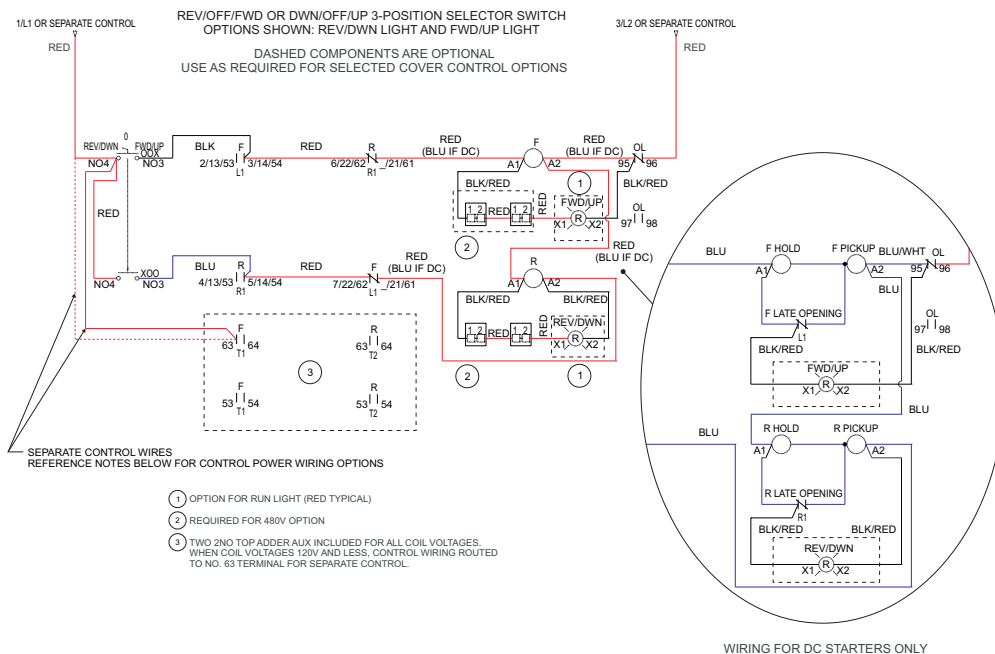 REV/OFF/FWD OR DWN/OFF/UP 3-POSITION SELECTOR SWITCH
OPTIONS SHOWN: REV/DWN LIGHT AND FWD/UP LIGHT
1/L1 OR SEPARATE CONTROL
3/L2 OR SEPARATE CONTROL
RED
RED
DASHED COMPONENTS ARE OPTIONAL
USE AS REQUIRED FOR SELECTED COVER CONTROL OPTIONS
0
REV/DWN
FWD/UP
OOX
NO4
NO3
BLK
F
2/13/53
3/14/54
L1
RED
R
6/22/62
_/21/61
R1
RED
(BLU IF DC)
F
A1
A2
RED
(BLU IF DC)
OL
95
96
BLK/RED
BLK/RED
1
FWD/UP
1 2
RED
1 2
RED
X1
R
X2
OL
97
98
2
RED
XOO
NO4
NO3
BLU
R
4/13/53
5/14/54
R1
RED
F
7/22/62
_/21/61
L1
RED
(BLU IF DC)
R
A1
A2
RED
(BLU IF DC)
BLK/RED
BLK/RED
1 2
RED
1 2
RED
REV/DWN
X1
R
X2
2
1
F
63
64
T1
R
63
64
T2
3
F
53
54
T1
R
53
54
T2
SEPARATE CONTROL WIRES
REFERENCE NOTES BELOW FOR CONTROL POWER WIRING OPTIONS
1 OPTION FOR RUN LIGHT (RED TYPICAL)
2 REQUIRED FOR 480V OPTION
3 TWO 2NO TOP ADDER AUX INCLUDED FOR ALL COIL VOLTAGES.
WHEN COIL VOLTAGES 120V AND LESS, CONTROL WIRING ROUTED
TO NO. 63 TERMINAL FOR SEPARATE CONTROL.
BLU
F HOLD
F PICKUP
BLU/WHT
OL
A1
A2
95
96
BLU
F LATE OPENING
L1
OL
97
98
BLK/RED
BLK/RED
FWD/UP
X1
R
X2
BLU
BLU
R HOLD
R PICKUP
A1
A2
R LATE OPENING
R1
BLK/RED
BLK/RED
REV/DWN
X1
R
X2
WIRING FOR DC STARTERS ONLY